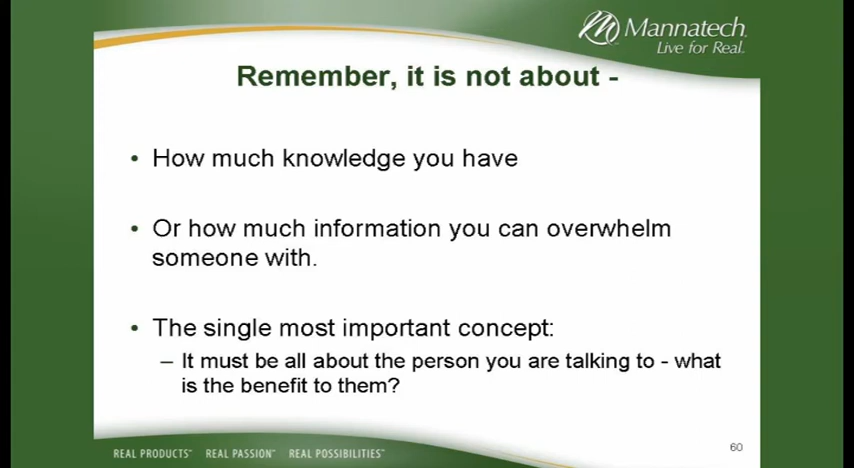 Mannatech
Live for Real.
Remember, it is not about -
• How much knowledge you have
• Or how much information you can overwhelm
someone with.
• The single most important concept:
– It must be all about the person you are talking to - what
is the benefit to them?
REAL PRODUCTS™ REAL PASSION™ REAL POSSIBILITIES™
60